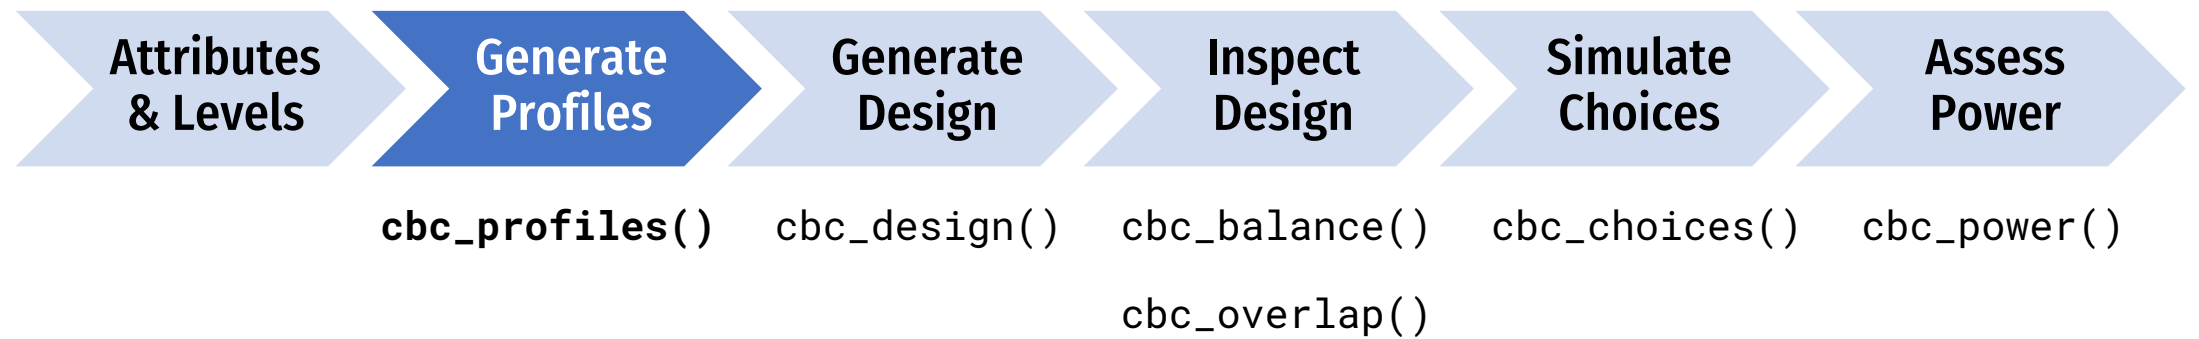 Attributes
& Levels
Generate
Profiles
Generate
Design
Inspect
Design
Simulate
Choices
Assess
Power
cbc_profiles()
cbc_design()
cbc_balance()
cbc_choices()
cbc_power()
cbc_overlap()